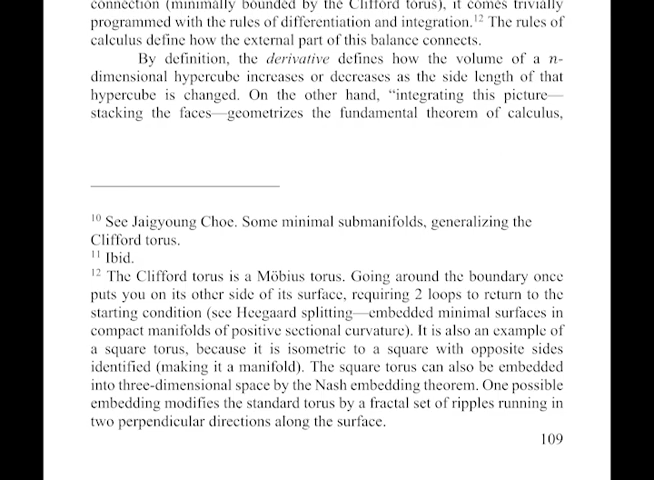 connection (minimally bounded by the Clifford torus), it comes trivially
programmed with the rules of differentiation and integration.12 The rules of
calculus define how the external part of this balance connects.
By definition, the derivative defines how the volume of a n-
dimensional hypercube increases or decreases as the side length of that
hypercube is changed. On the other hand, “integrating this picture—
stacking the faces—geometrizes the fundamental theorem of calculus,
10 See Jaigyoung Choe. Some minimal submanifolds, generalizing the
Clifford torus.
11 Ibid.
12 The Clifford torus is a Möbius torus. Going around the boundary once
puts you on its other side of its surface, requiring 2 loops to return to the
starting condition (see Heegaard splitting—embedded minimal surfaces in
compact manifolds of positive sectional curvature). It is also an example of
a square torus, because it is isometric to a square with opposite sides
identified (making it a manifold). The square torus can also be embedded
into three-dimensional space by the Nash embedding theorem. One possible
embedding modifies the standard torus by a fractal set of ripples running in
two perpendicular directions along the surface.
109